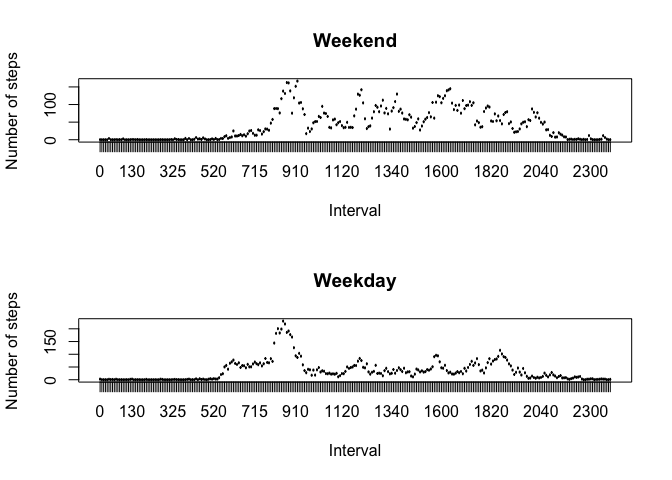 Weekend
Number of steps
100
0
0 130 325 520 715 910 1120 1340 1600 1820 2040 2300
Interval
Weekday
Number of steps
150
0
0 130 325 520 715 910 1120 1340 1600 1820 2040 2300
Interval